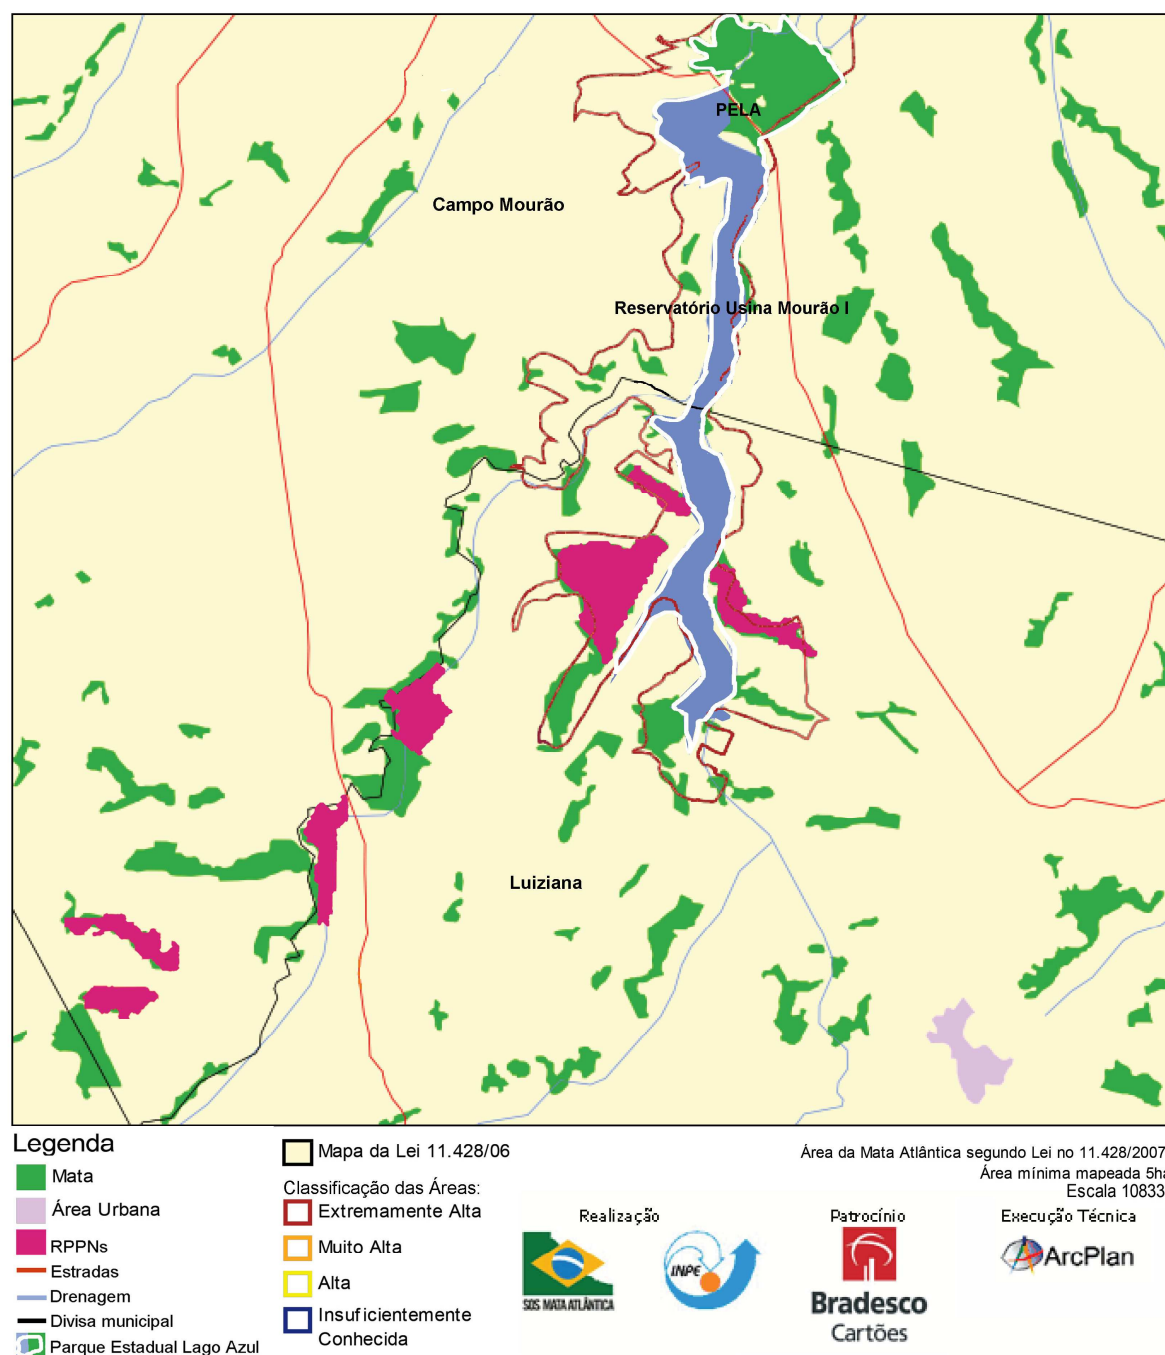 PELA
Campo Mourão
Reservatório Usina Mourão I
Luiziana
Legenda
Mata
Área Urbana
RPPNs
Estradas
Drenagem
Divisa municipal
Parque Estadual Lago Azul
Mapa da Lei 11.428/06
Classificação das Áreas:
Extremamente Alta
Muito Alta
Alta
Insuficientemente
Conhecida
Área da Mata Atlântica segundo Lei no 11.428/2007
Área mínima mapeada 5ha
Escala 10833
Realização
SOS MATA ATLÂNTICA
INPE
Patrocínio
Bradesco
Cartões
Execução Técnica
ArcPlan